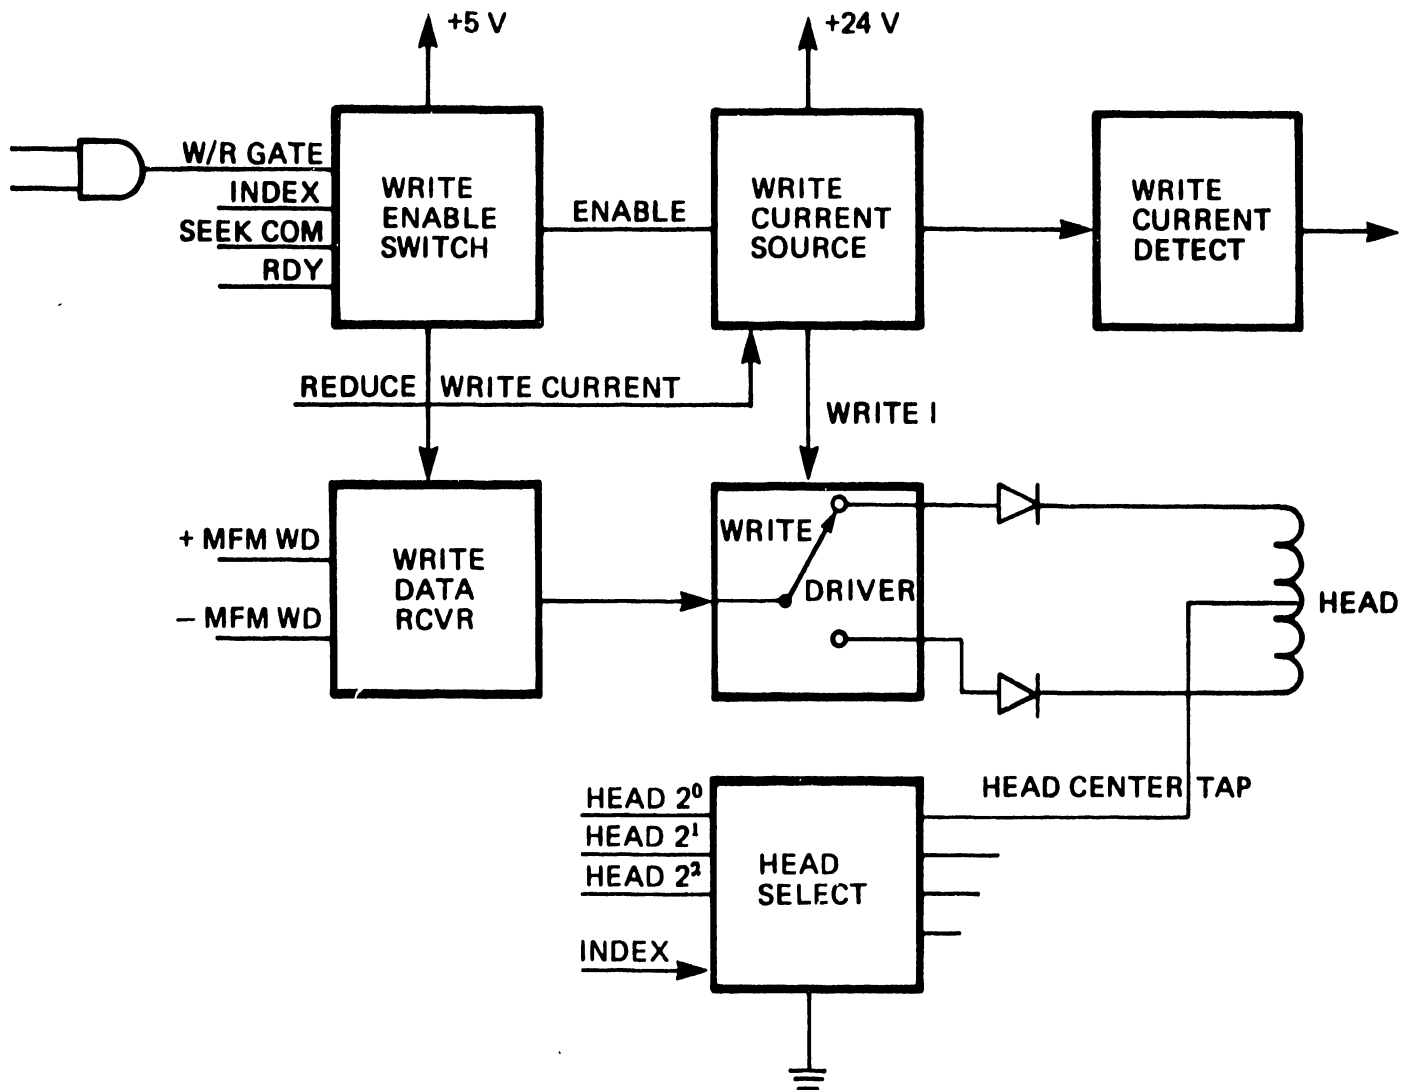 +5 V
+24 V
W/R GATE
INDEX
SEEK COM
RDY
WRITE
ENABLE
SWITCH
ENABLE
WRITE
CURRENT
SOURCE
WRITE
CURRENT
DETECT
REDUCE WRITE CURRENT
WRITE I
+ MFM WD
– MFM WD
WRITE
DATA
RCVR
WRITE
DRIVER
HEAD
HEAD CENTER TAP
HEAD 2⁰
HEAD 2¹
HEAD 2²
INDEX
HEAD
SELECT